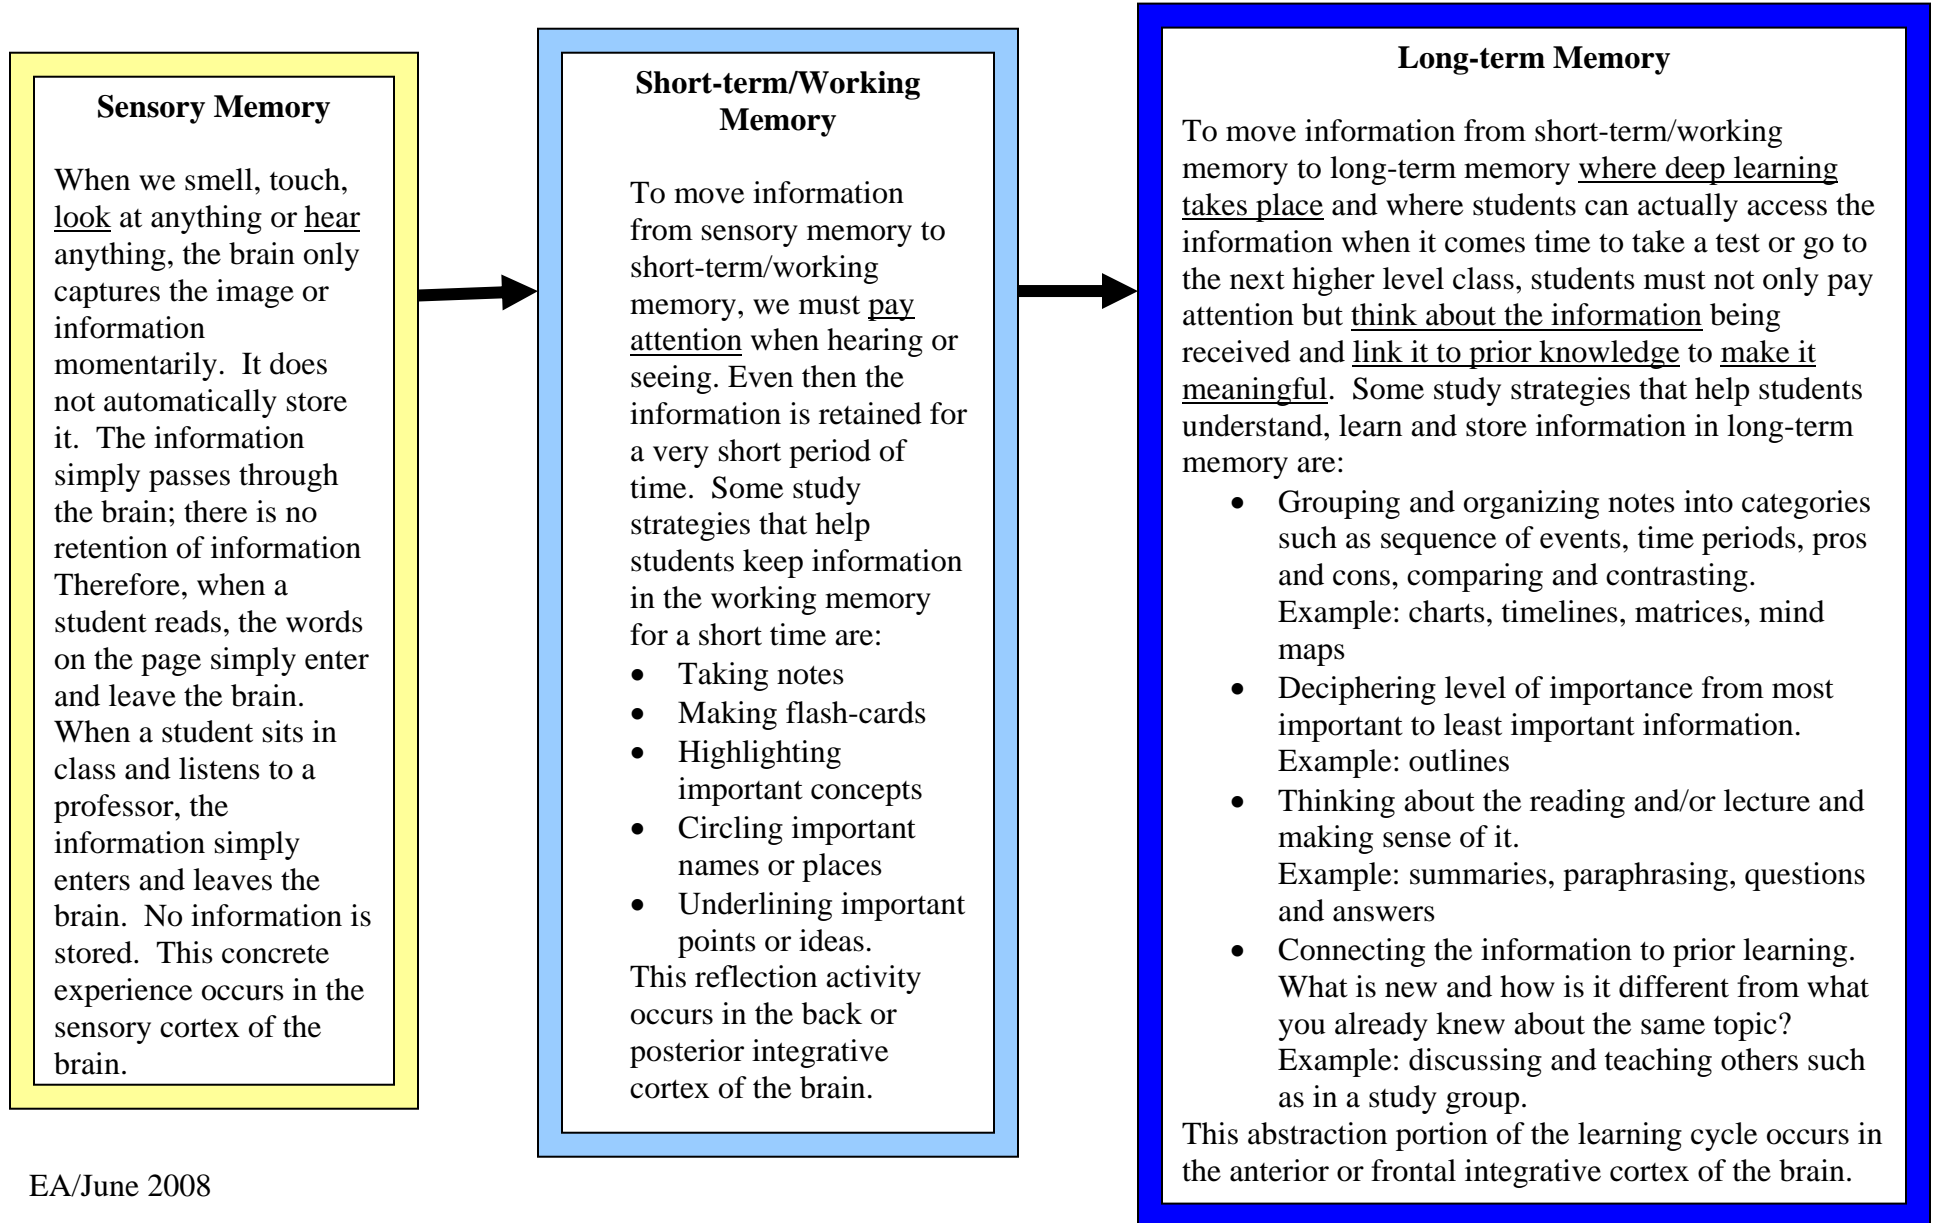 Sensory Memory
When we smell, touch,
look at anything or hear
anything, the brain only
captures the image or
information
momentarily.  It does
not automatically store
it.  The information
simply passes through
the brain; there is no
retention of information
Therefore, when a
student reads, the words
on the page simply enter
and leave the brain.
When a student sits in
class and listens to a
professor, the
information simply
enters and leaves the
brain.  No information is
stored.  This concrete
experience occurs in the
sensory cortex of the
brain.
Short-term/Working
Memory
To move information
from sensory memory to
short-term/working
memory, we must pay
attention when hearing or
seeing. Even then the
information is retained for
a very short period of
time.  Some study
strategies that help
students keep information
in the working memory
for a short time are:
• Taking notes
• Making flash-cards
• Highlighting
important concepts
• Circling important
names or places
• Underlining important
points or ideas.
This reflection activity
occurs in the back or
posterior integrative
cortex of the brain.
Long-term Memory
To move information from short-term/working
memory to long-term memory where deep learning
takes place and where students can actually access the
information when it comes time to take a test or go to
the next higher level class, students must not only pay
attention but think about the information being
received and link it to prior knowledge to make it
meaningful.  Some study strategies that help students
understand, learn and store information in long-term
memory are:
• Grouping and organizing notes into categories
such as sequence of events, time periods, pros
and cons, comparing and contrasting.
Example: charts, timelines, matrices, mind
maps
• Deciphering level of importance from most
important to least important information.
Example: outlines
• Thinking about the reading and/or lecture and
making sense of it.
Example: summaries, paraphrasing, questions
and answers
• Connecting the information to prior learning.
What is new and how is it different from what
you already knew about the same topic?
Example: discussing and teaching others such
as in a study group.
This abstraction portion of the learning cycle occurs in
the anterior or frontal integrative cortex of the brain.
EA/June 2008